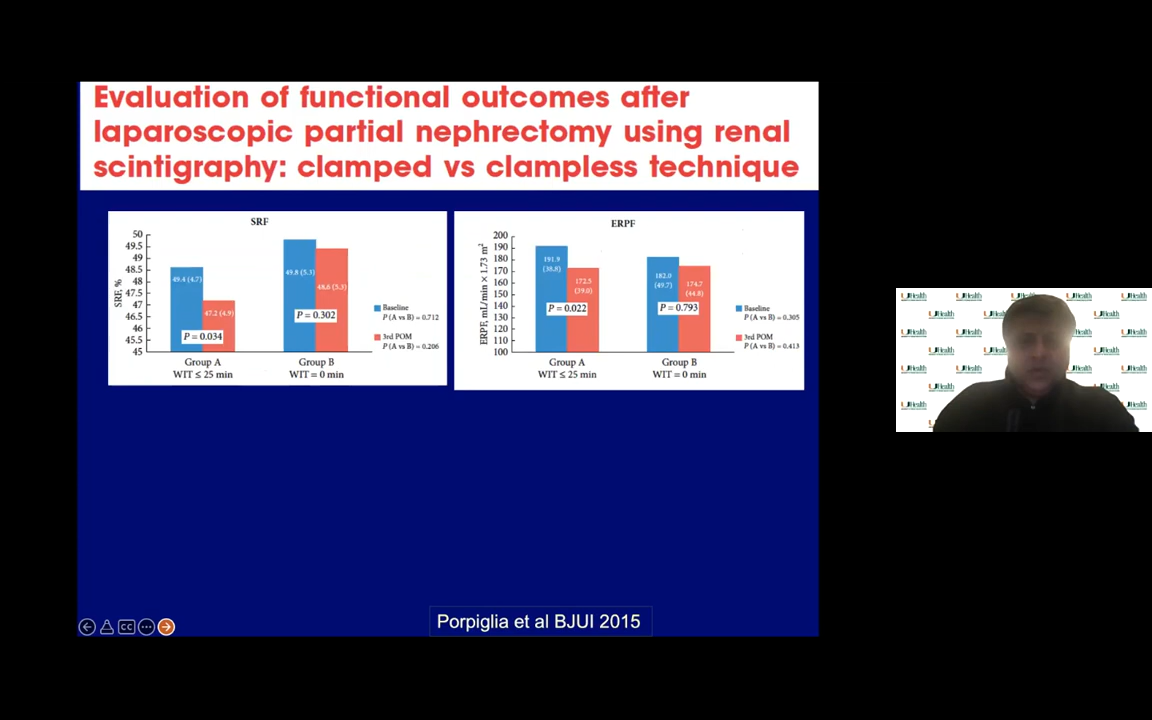 Evaluation of functional outcomes after
laparoscopic partial nephrectomy using renal
scintigraphy: clamped vs clampless technique
SRF
SRF, %
50
49.5
49
48.5
48
47.5
47
46.5
46
45.5
45
49.4 (4.7)
47.2 (4.9)
P = 0.034
49.8 (5.3)
48.6 (5.3)
P = 0.302
Group A
WIT ≤ 25 min
Group B
WIT = 0 min
Baseline
P (A vs B) = 0.712
3rd POM
P (A vs B) = 0.206
ERPF
ERPF, mL/min × 1.73 m²
200
190
180
170
160
150
140
130
120
110
100
191.9
(38.8)
172.5
(39.0)
P = 0.022
182.0
(49.7)
174.7
(44.8)
P = 0.793
Group A
WIT ≤ 25 min
Group B
WIT = 0 min
Baseline
P (A vs B) = 0.305
3rd POM
P (A vs B) = 0.413
Porpiglia et al BJUI 2015
CC
UHealth